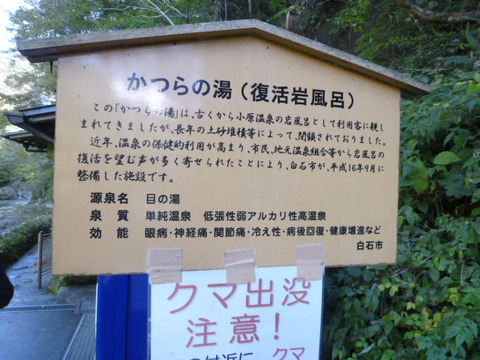 かつらの湯（復活岩風呂）
この「かつらの湯」は、古くから小原温泉の岩風呂として利用客に親し
まれてきましたが、長年の土砂堆積等によって、閉鎖されておりました。
近年、温泉の保健的利用が高まり、市民、地元温泉組合等から岩風呂の
復活を望む声が多く寄せられたことにより、白石市が、平成16年9月に
整備した施設です。
源泉名　目の湯
泉　質　単純温泉　低張性弱アルカリ性高温泉
効　能　眼病・神経痛・関節痛・冷え性・病後回復・健康増進など
白石市
クマ出没
注意！
付近に、クマ